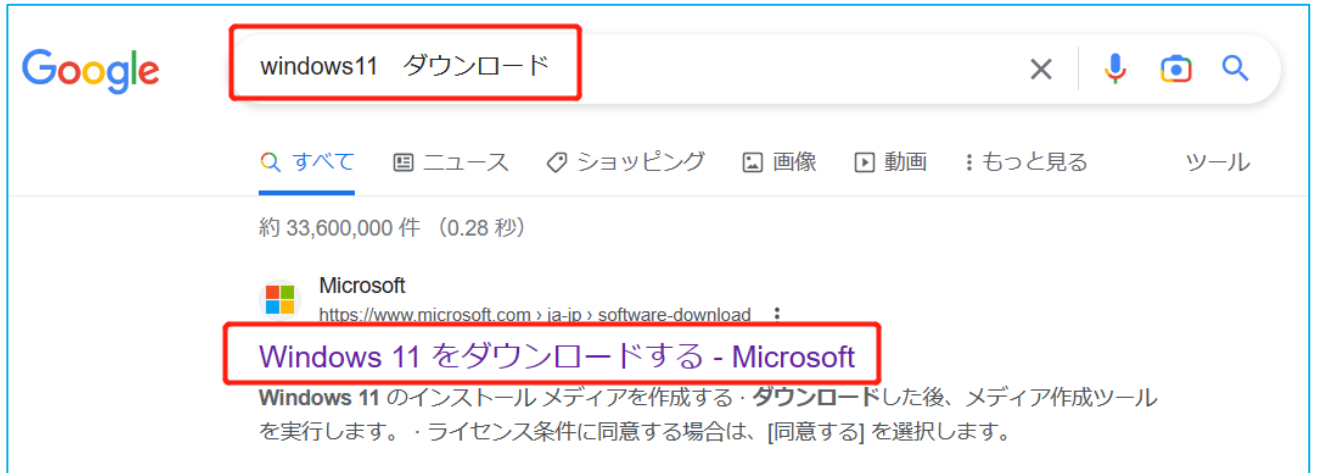 Google
windows11　ダウンロード
すべて ニュース ショッピング 画像 動画 もっと見る ツール
約 33,600,000 件 （0.28 秒）
Microsoft
https://www.microsoft.com › ja-jp › software-download
Windows 11 をダウンロードする - Microsoft
Windows 11 のインストール メディアを作成する · ダウンロードした後、メディア作成ツール
を実行します。 · ライセンス条件に同意する場合は、[同意する] を選択します。